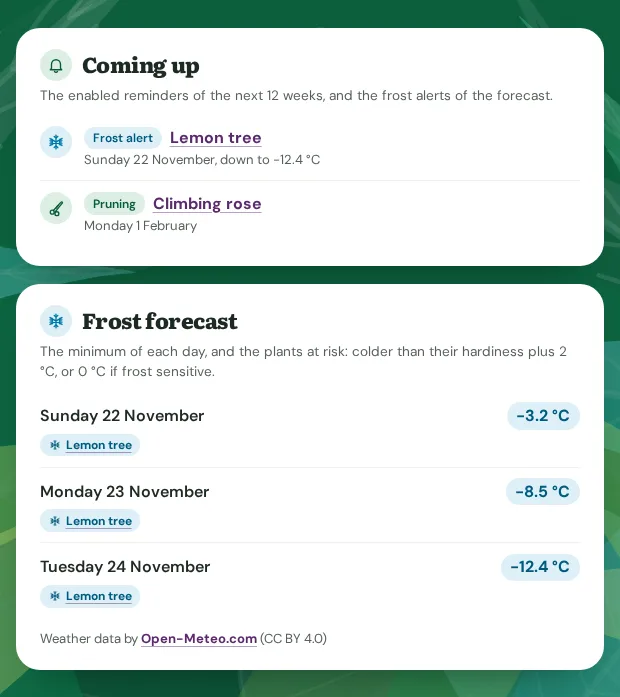 Coming up
The enabled reminders of the next 12 weeks, and the frost alerts of the forecast.
Frost alert Lemon tree
Sunday 22 November, down to -12.4 °C
Pruning Climbing rose
Monday 1 February
Frost forecast
The minimum of each day, and the plants at risk: colder than their hardiness plus 2
°C, or 0 °C if frost sensitive.
Sunday 22 November -3.2 °C
Lemon tree
Monday 23 November -8.5 °C
Lemon tree
Tuesday 24 November -12.4 °C
Lemon tree
Weather data by Open-Meteo.com (CC BY 4.0)